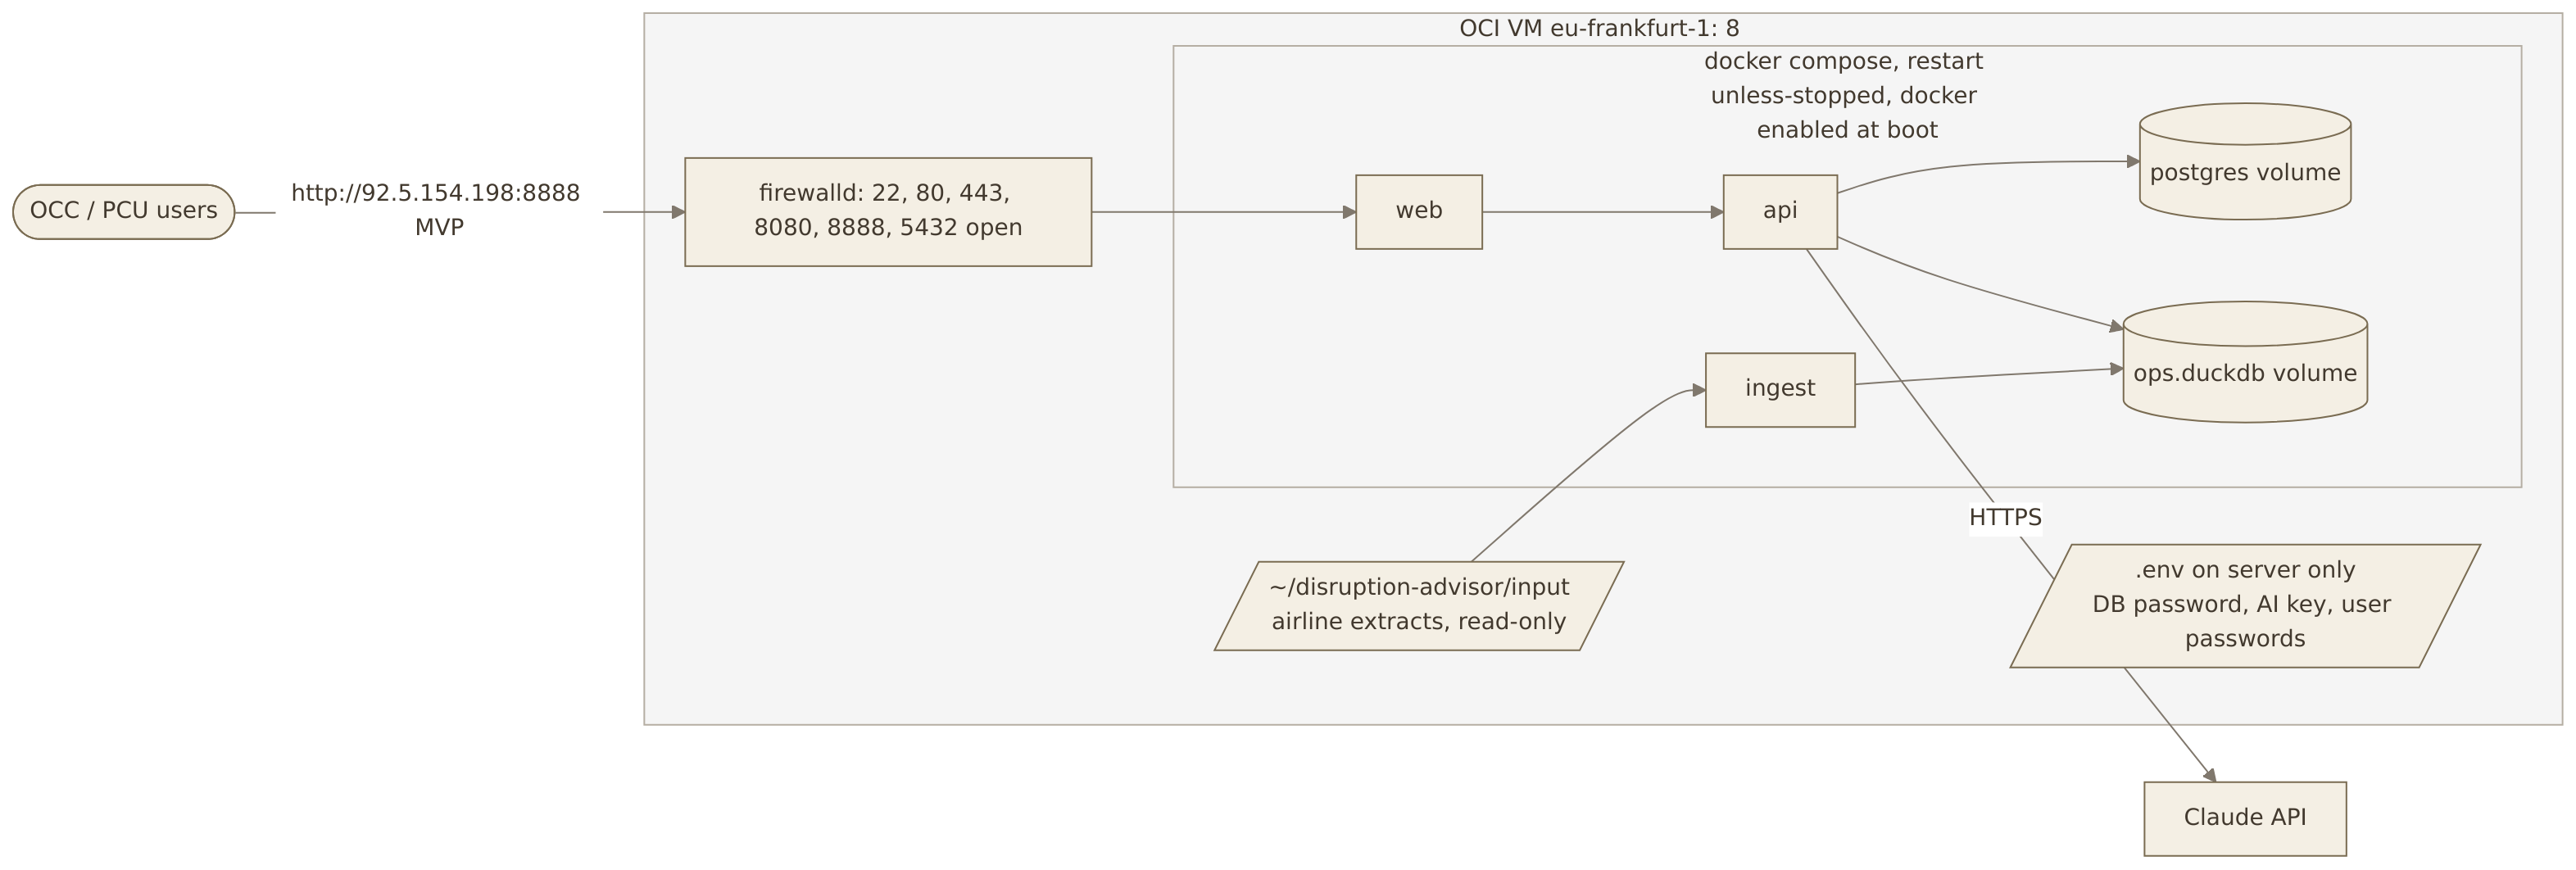 OCI VM eu-frankfurt-1: 8
docker compose, restart
unless-stopped, docker
enabled at boot
OCC / PCU users
http://92.5.154.198:8888
MVP
firewalld: 22, 80, 443,
8080, 8888, 5432 open
web
api
postgres volume
ingest
ops.duckdb volume
HTTPS
~/disruption-advisor/input
airline extracts, read-only
.env on server only
DB password, AI key, user
passwords
Claude API